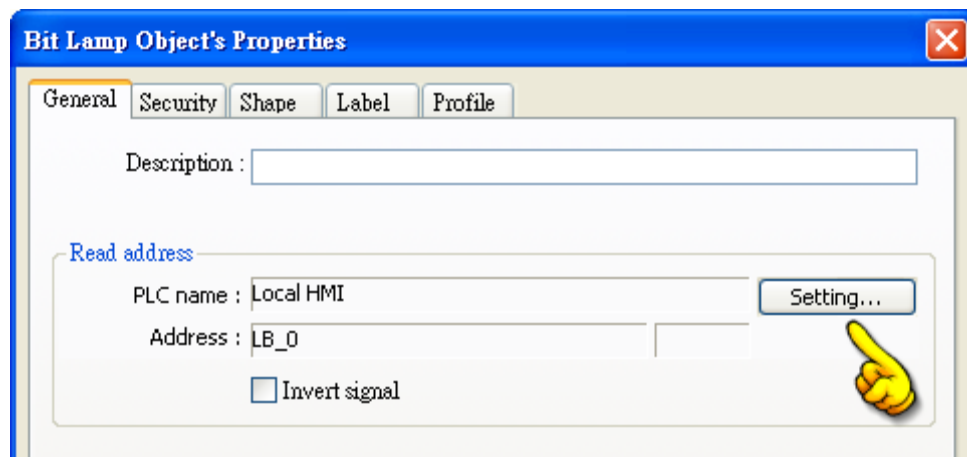 Bit Lamp Object's Properties
General Security Shape Label Profile
Description :
Read address
PLC name : Local HMI Setting...
Address : LB_0
Invert signal